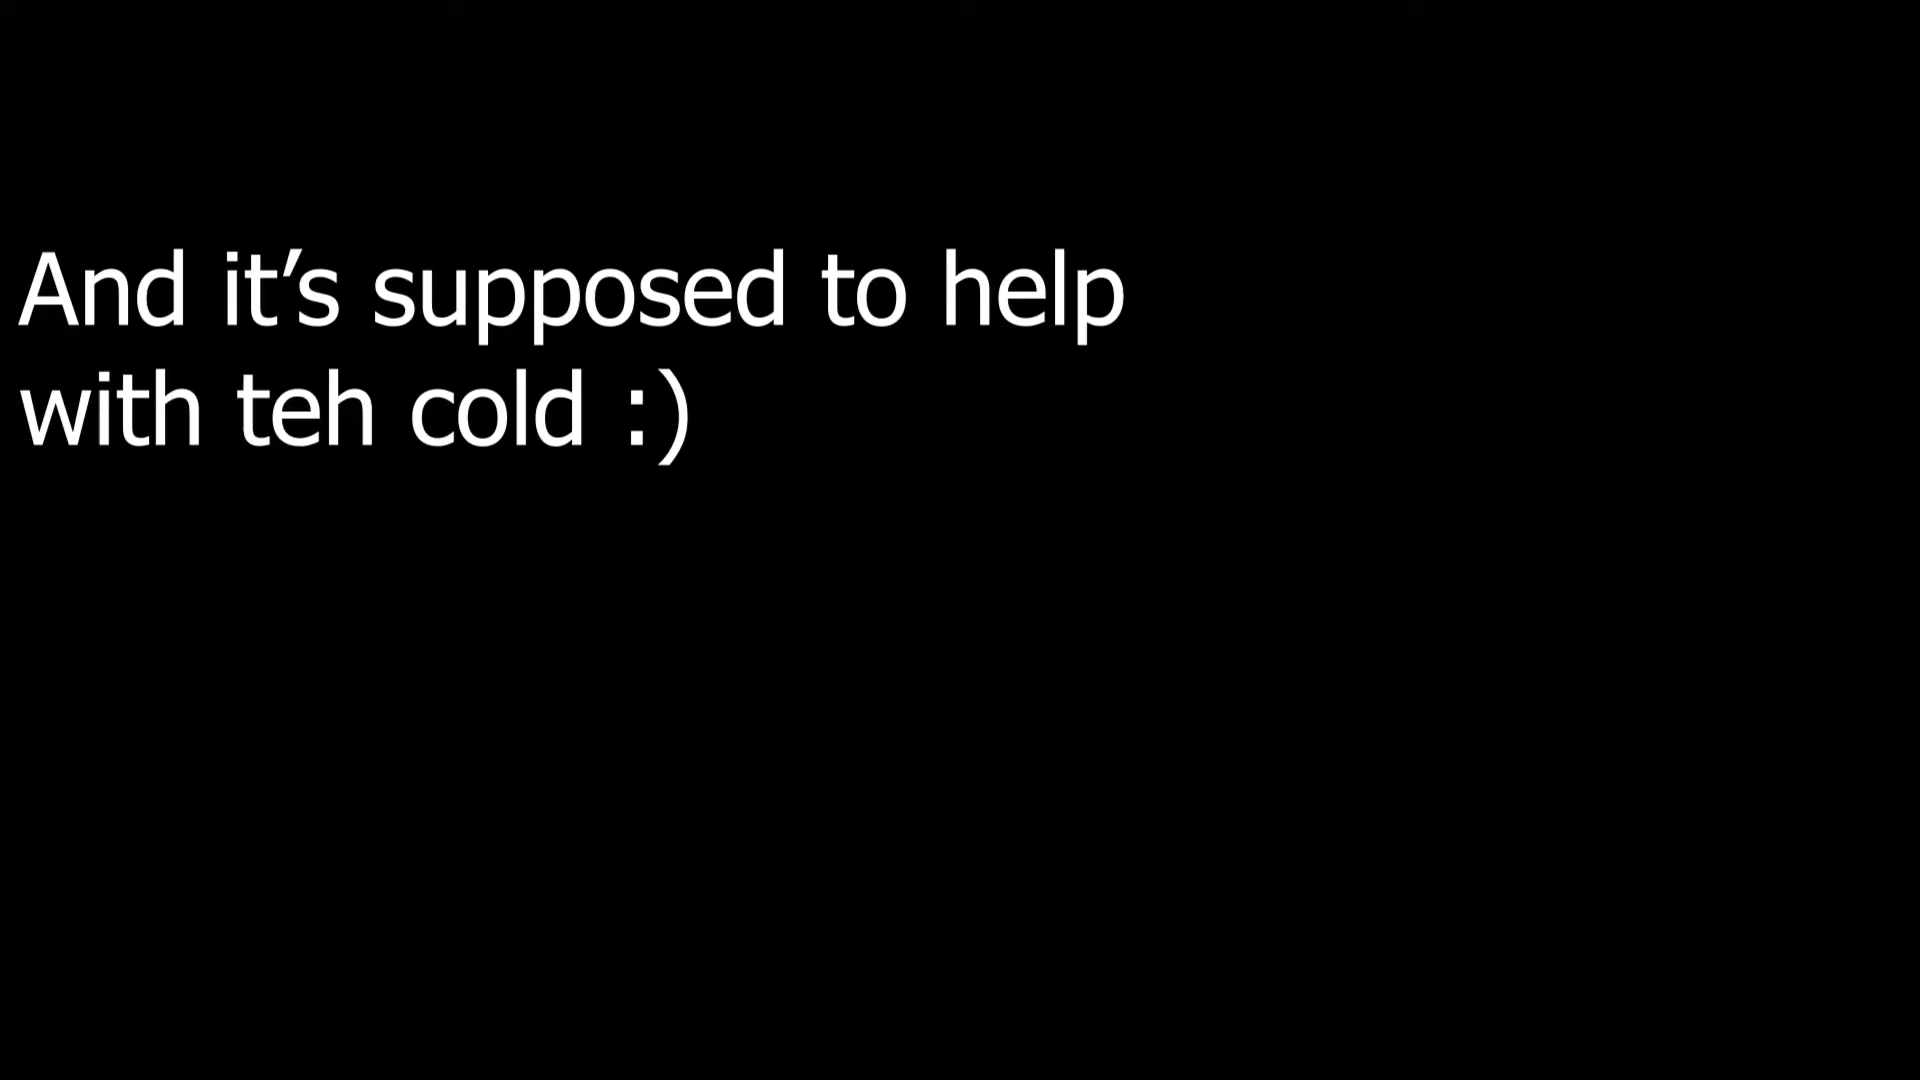 And it’s supposed to help
with teh cold :)